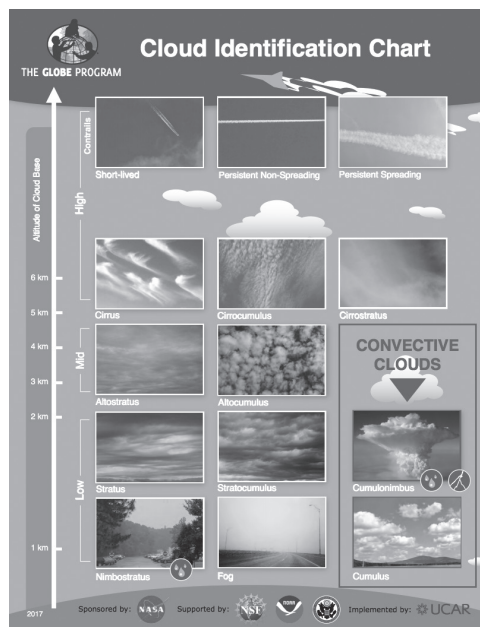 Cloud Identification Chart
THE GLOBE PROGRAM
Altitude of Cloud Base
6 km
5 km
4 km
3 km
2 km
1 km
High
Contrails
Short-lived
Persistent Non-Spreading
Persistent Spreading
Cirrus
Cirrocumulus
Cirrostratus
Mid
Altostratus
Altocumulus
CONVECTIVE
CLOUDS
Low
Stratus
Stratocumulus
Cumulonimbus
Nimbostratus
Fog
Cumulus
2017
Sponsored by:
NASA
Supported by:
NSF
NOAA
Implemented by:
UCAR